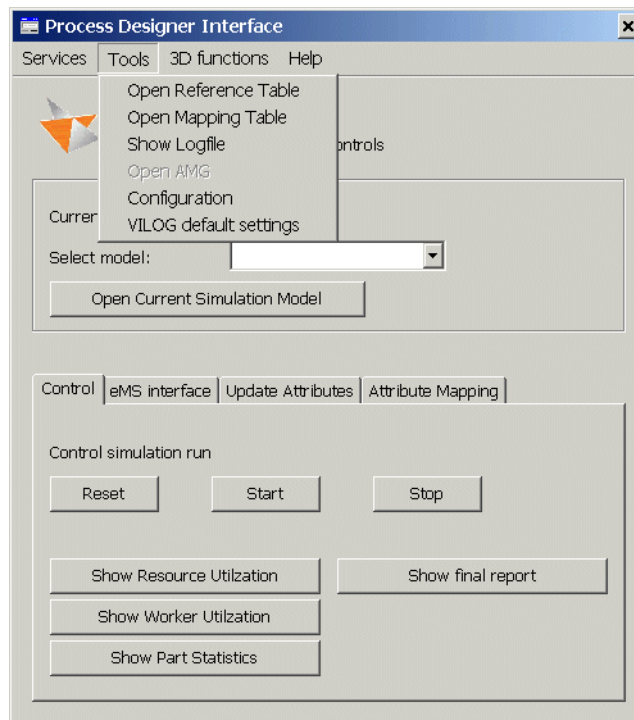 Process Designer Interface
Services Tools 3D functions Help
Open Reference Table
Open Mapping Table
Show Logfile
Open AMG
Configuration
VILOG default settings
Select model:
Open Current Simulation Model
Control eMS interface Update Attributes Attribute Mapping
Control simulation run
Reset Start Stop
Show Resource Utilzation Show final report
Show Worker Utilzation
Show Part Statistics